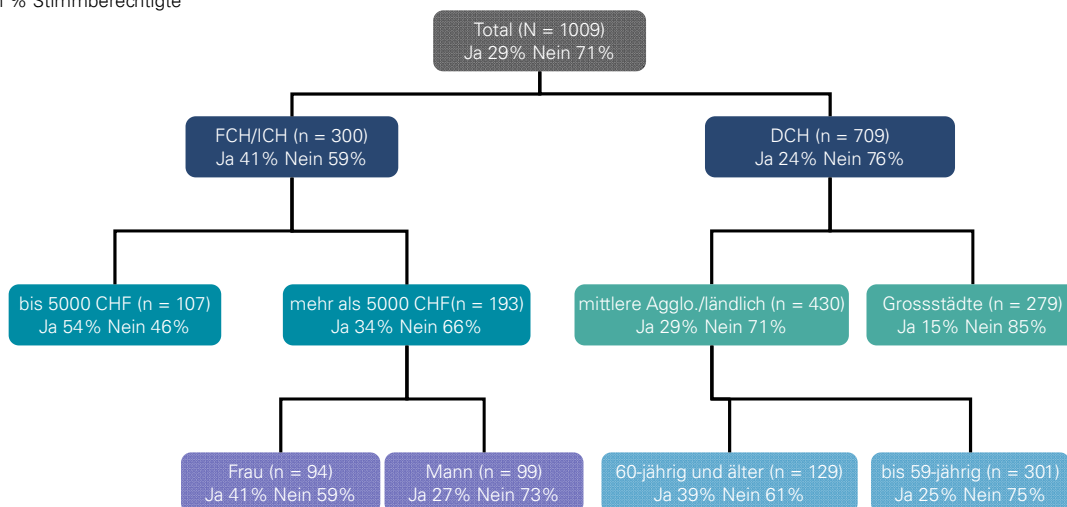 % Stimmberechtigte
Total (N = 1009)
Ja 29% Nein 71%
FCH/ICH (n = 300)
Ja 41% Nein 59%
DCH (n = 709)
Ja 24% Nein 76%
bis 5000 CHF (n = 107)
Ja 54% Nein 46%
mehr als 5000 CHF(n = 193)
Ja 34% Nein 66%
mittlere Agglo./ländlich (n = 430)
Ja 29% Nein 71%
Grossstädte (n = 279)
Ja 15% Nein 85%
Frau (n = 94)
Ja 41% Nein 59%
Mann (n = 99)
Ja 27% Nein 73%
60-jährig und älter (n = 129)
Ja 39% Nein 61%
bis 59-jährig (n = 301)
Ja 25% Nein 75%